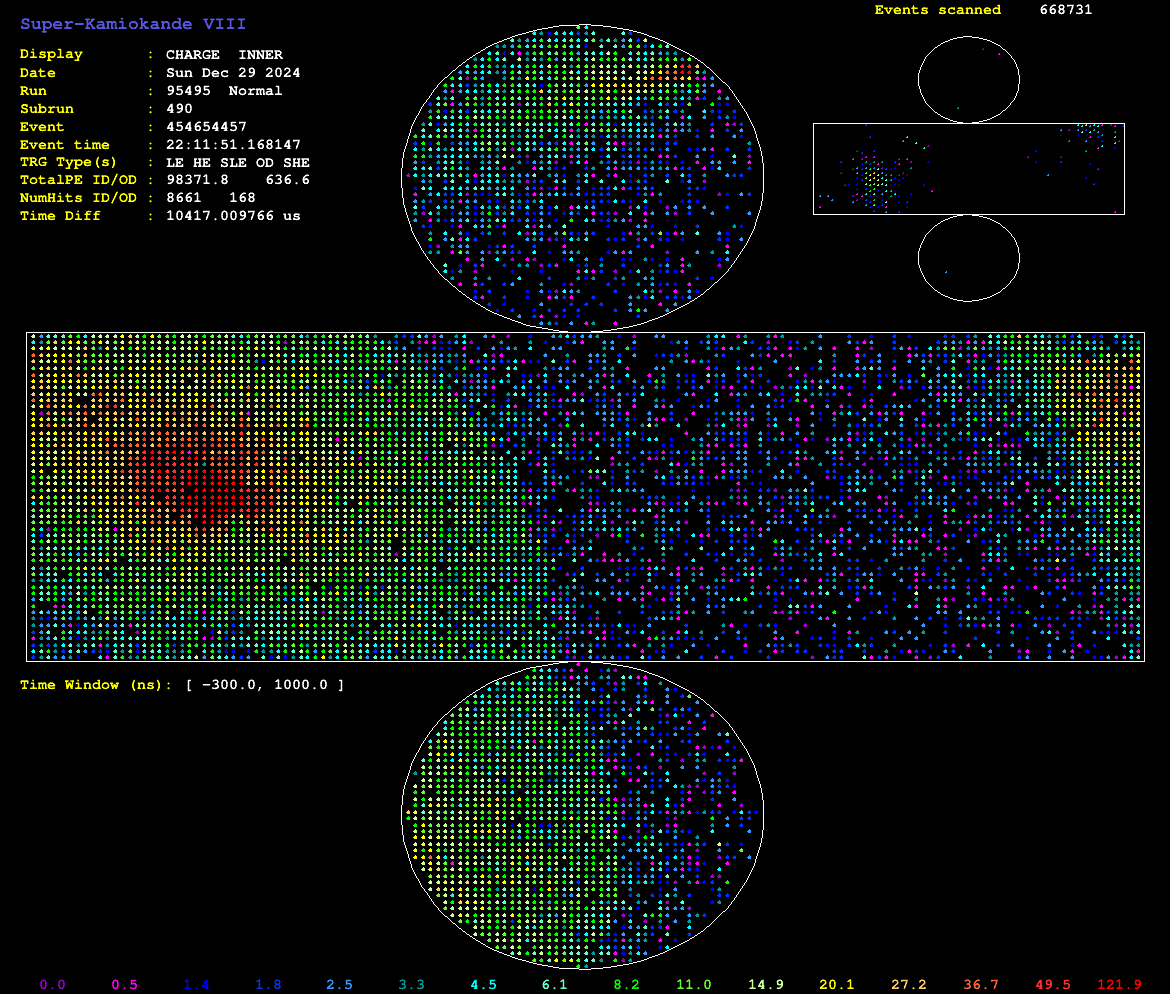 Super-Kamiokande VIII
Events scanned 668731
Display : CHARGE INNER
Date : Sun Dec 29 2024
Run : 95495 Normal
Subrun : 490
Event : 454654457
Event time : 22:11:51.168147
TRG Type(s) : LE HE SLE OD SHE
TotalPE ID/OD : 98371.8 636.6
NumHits ID/OD : 8661 168
Time Diff : 10417.009766 us
Time Window (ns): [ −300.0, 1000.0 ]
0.0 0.5 1.4 1.8 2.5 3.3 4.5 6.1 8.2 11.0 14.9 20.1 27.2 36.7 49.5 121.9